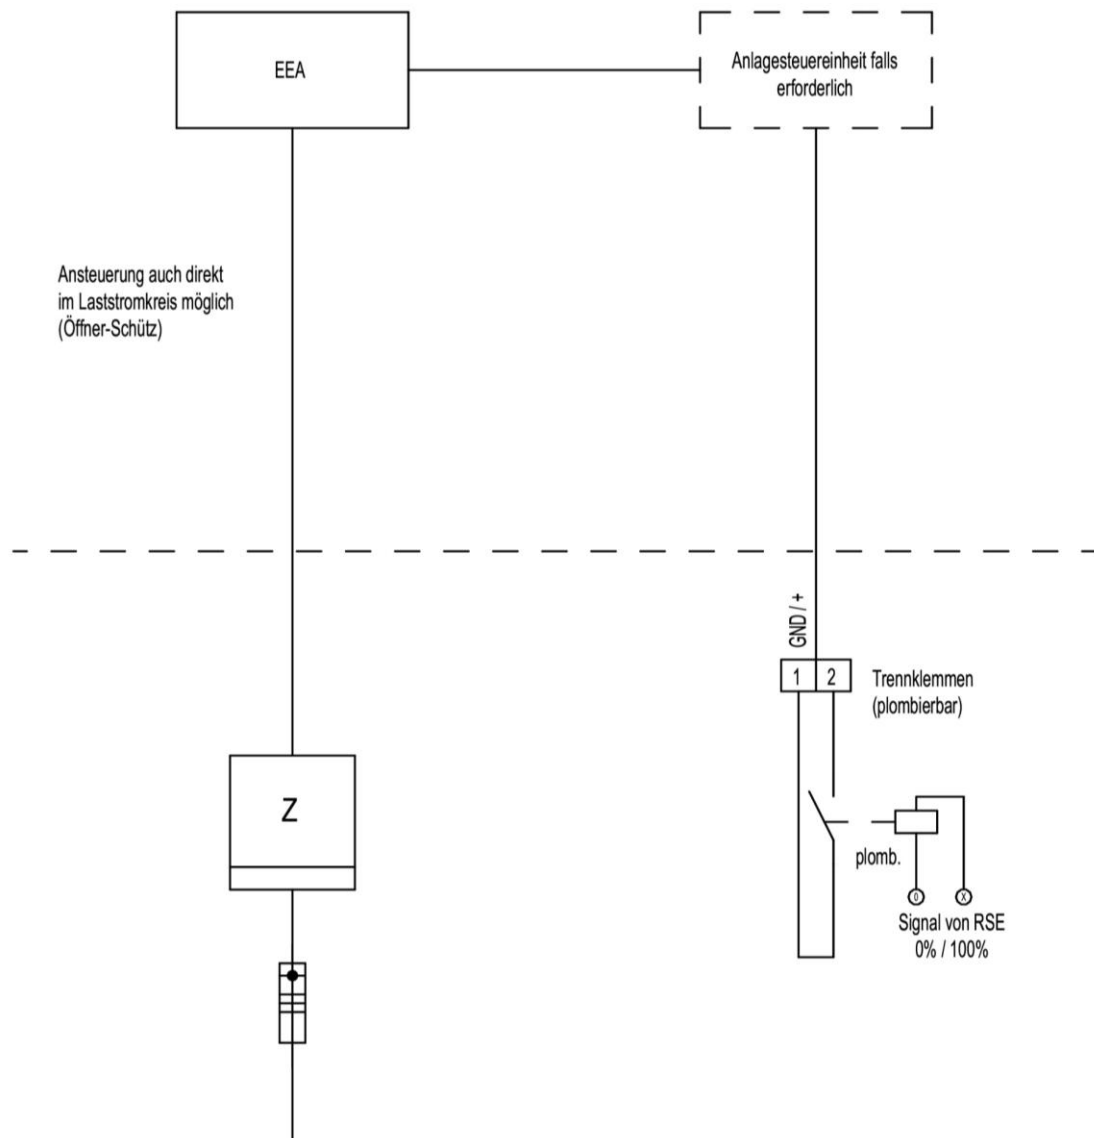 EEA
Anlagesteuereinheit falls
erforderlich
Ansteuerung auch direkt
im Laststromkreis möglich
(Öffner-Schütz)
GND / +
1 2
Trennklemmen
(plombierbar)
Z
plomb.
0 X
Signal von RSE
0% / 100%